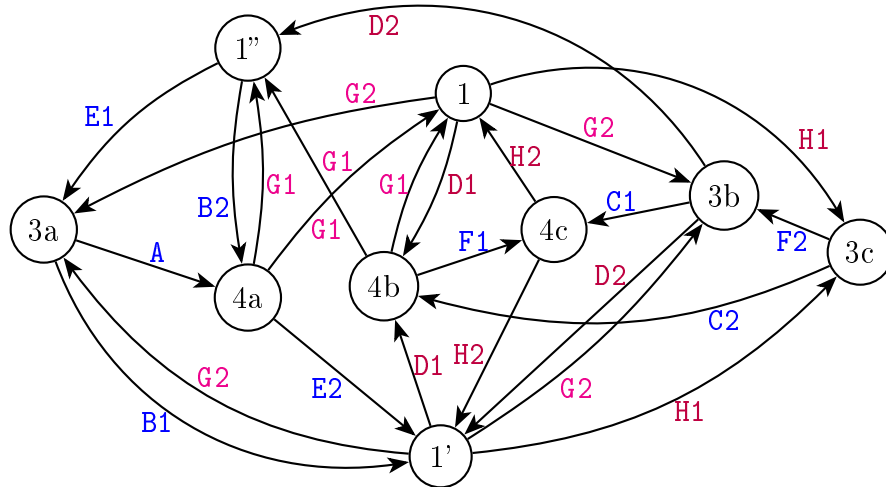 D2
1”
G2
1
E1
G1
H1
G2
H2
G1
G1
D1
3b
B2
C1
3a
G1
F1
4c
F2
3c
A
4a
4b
D2
C2
H2
G2
E2
D1
G2
B1
H1
1'